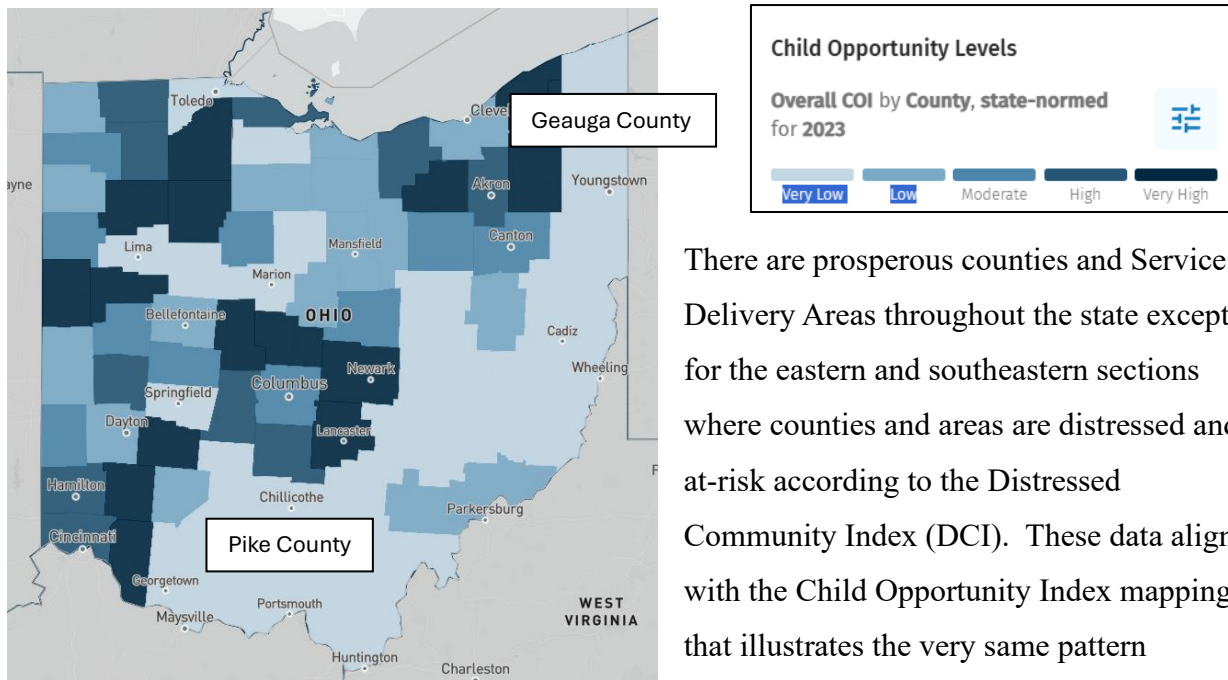 Toledo
Clevel
Geauga County
ayne
Akron
Youngstown
Lima
Mansfield
Canton
Marion
Bellefontaine
OHIO
Cadiz
Newark
Wheeling
Columbus
Springfield
Dayton
Lancaster
Hamilton
Chillicothe
Parkersburg
Cincinnati
Pike County
Georgetown
Portsmouth
WEST
VIRGINIA
Maysville
Huntington
Charleston
F
Child Opportunity Levels
Overall COI by County, state-normed
for 2023
Very Low Low Moderate High Very High
There are prosperous counties and Service
Delivery Areas throughout the state except
for the eastern and southeastern sections
where counties and areas are distressed and
at-risk according to the Distressed
Community Index (DCI). These data align
with the Child Opportunity Index mapping
that illustrates the very same pattern